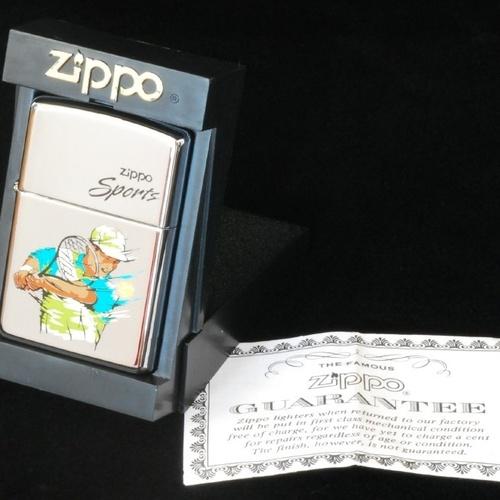 Zippo®
zippo
Sports
THE FAMOUS
Zippo®
GUARANTEE
Zippo lighters when returned to our factory
will be put in first class mechanical condition
free of charge, for we have yet to charge a cent
for repairs regardless of age or condition.
The finish, however, is not guaranteed.